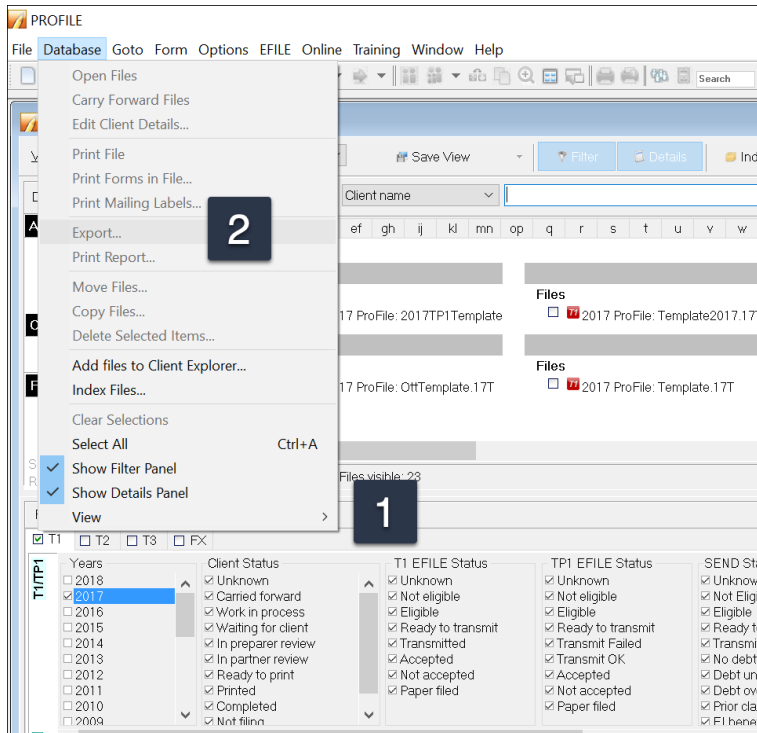 PROFILE
File Database Goto Form Options EFILE Online Training Window Help
Search
Open Files
Carry Forward Files
Edit Client Details...
Print File
Print Forms in File...
Print Mailing Labels...
Export...
Print Report...
Move Files...
Copy Files...
Delete Selected Items...
Add files to Client Explorer...
Index Files...
Clear Selections
Select All Ctrl+A
Show Filter Panel
Show Details Panel
View
2
1
Save View Filter Details
Client name
ef gh ij kl mn op q r s t u v w
Files
17 ProFile: 2017TP1Template T1 2017 ProFile: Template2017.17
Files
17 ProFile: OttTemplate.17T T1 2017 ProFile: Template.17T
Files visible: 23
T1 T2 T3 FX
T1/TP1
Years
2018
2017
2016
2015
2014
2013
2012
2011
2010
2009
Client Status
Unknown
Carried forward
Work in process
Waiting for client
In preparer review
In partner review
Ready to print
Printed
Completed
Not filing
T1 EFILE Status
Unknown
Not eligible
Eligible
Ready to transmit
Transmitted
Accepted
Not accepted
Paper filed
TP1 EFILE Status
Unknown
Not eligible
Eligible
Ready to transmit
Transmit Failed
Transmit OK
Accepted
Not accepted
Paper filed
SEND Sta
Unknow
Not Elig
Eligible
Ready t
Transmi
No debt
Debt un
Debt ov
Prior cla
EI bene